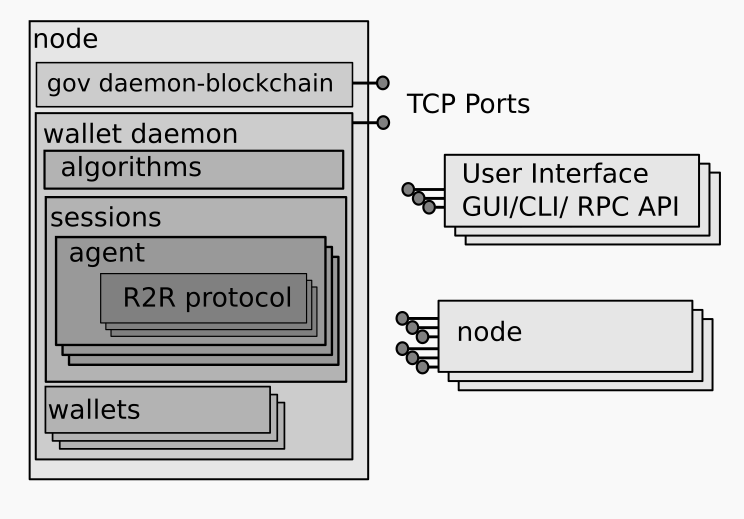 node
gov daemon-blockchain
TCP Ports
wallet daemon
algorithms
User Interface
GUI/CLI/ RPC API
sessions
agent
R2R protocol
node
wallets